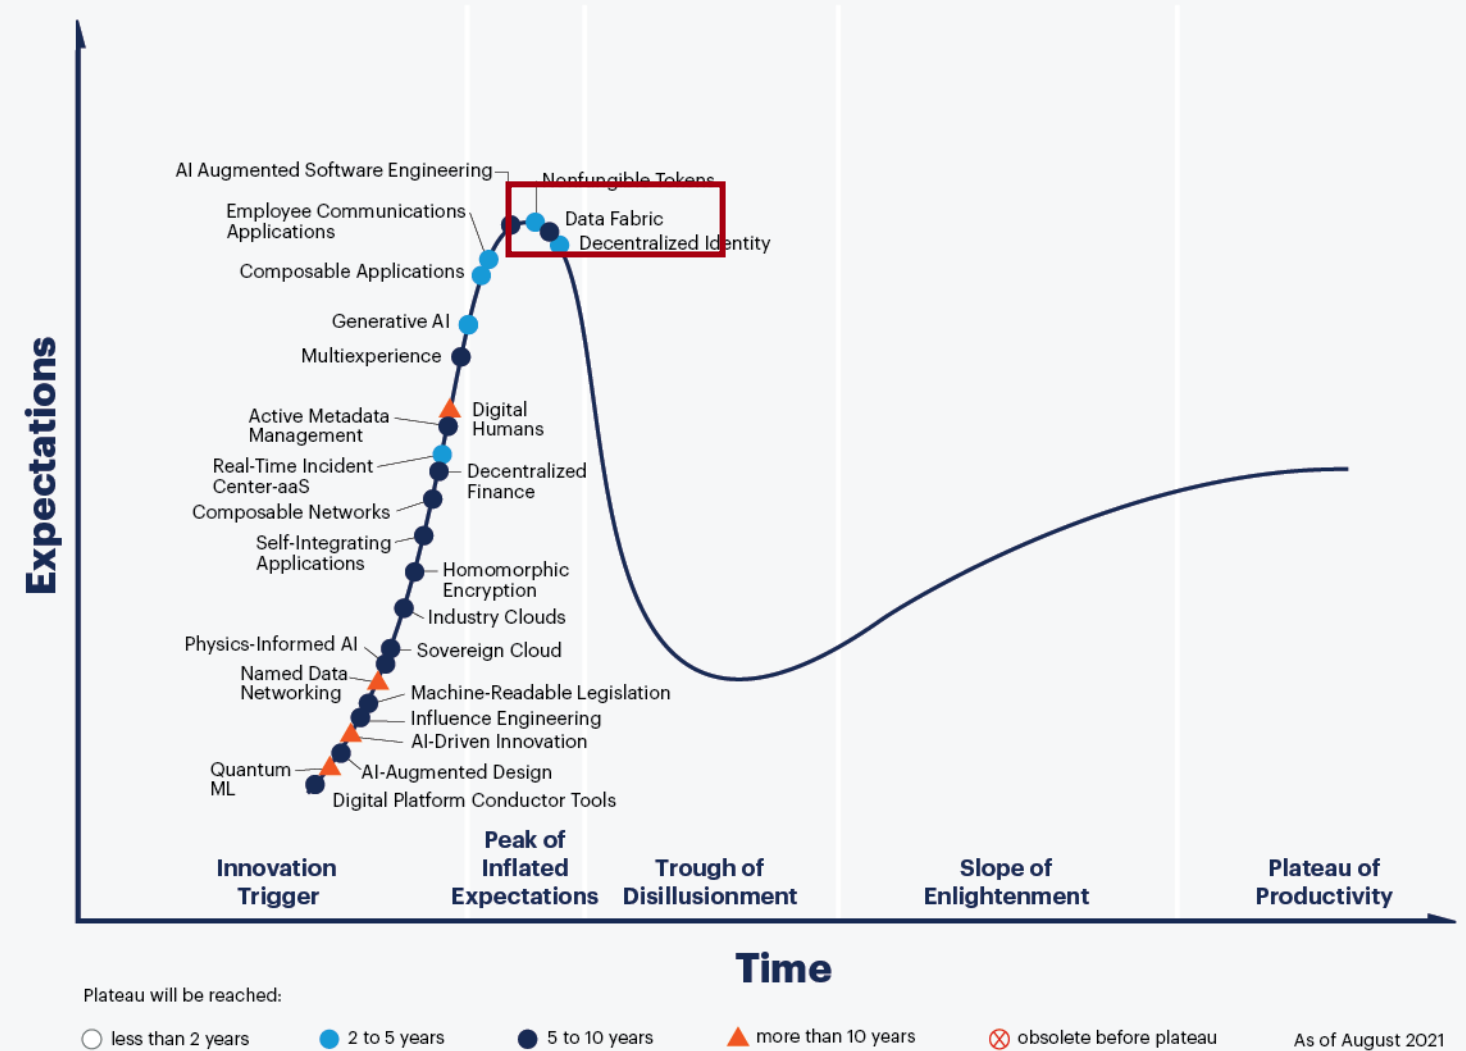 AI Augmented Software Engineering
Nonfungible Tokens
Employee Communications
Applications
Data Fabric
Decentralized Identity
Composable Applications
Generative AI
Multiexperience
Active Metadata
Management
Digital
Humans
Real-Time Incident
Center-aaS
Decentralized
Finance
Composable Networks
Self-Integrating
Applications
Homomorphic
Encryption
Industry Clouds
Physics-Informed AI
Sovereign Cloud
Named Data
Networking
Machine-Readable Legislation
Influence Engineering
AI-Driven Innovation
Quantum
ML
AI-Augmented Design
Digital Platform Conductor Tools
Expectations
Innovation
Trigger
Peak of
Inflated
Expectations
Trough of
Disillusionment
Slope of
Enlightenment
Plateau of
Productivity
Time
Plateau will be reached:
less than 2 years
2 to 5 years
5 to 10 years
more than 10 years
obsolete before plateau
As of August 2021